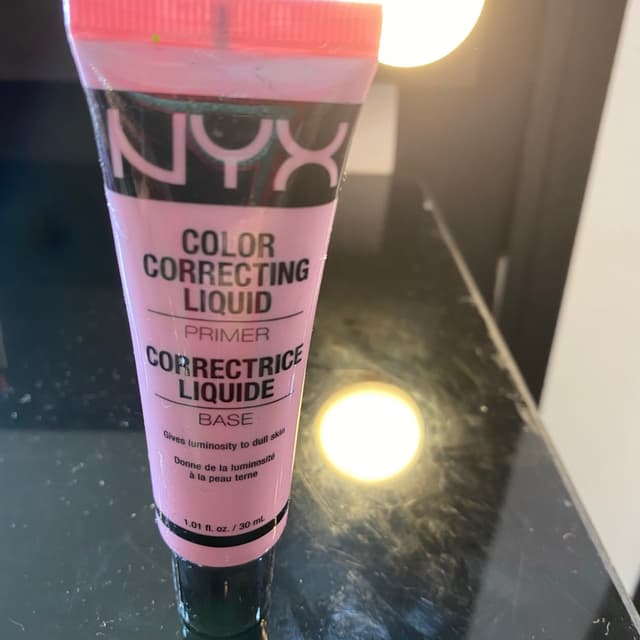 NYX
COLOR
CORRECTING
LIQUID
PRIMER
CORRECTRICE
LIQUIDE
BASE
Gives luminosity to dull skin
Donne de la luminosité
à la peau terne
1.01 fl. oz. / 30 mL